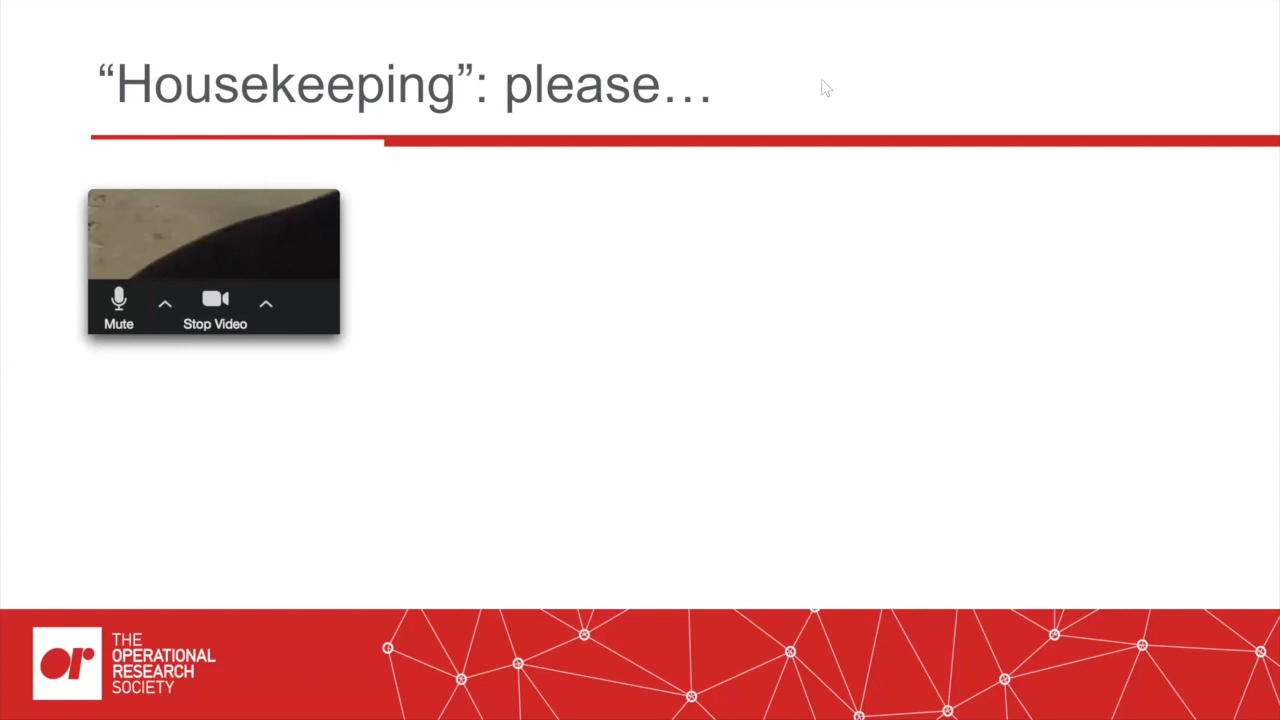 “Housekeeping”: please…
Mute
Stop Video
or
THE
OPERATIONAL
RESEARCH
SOCIETY